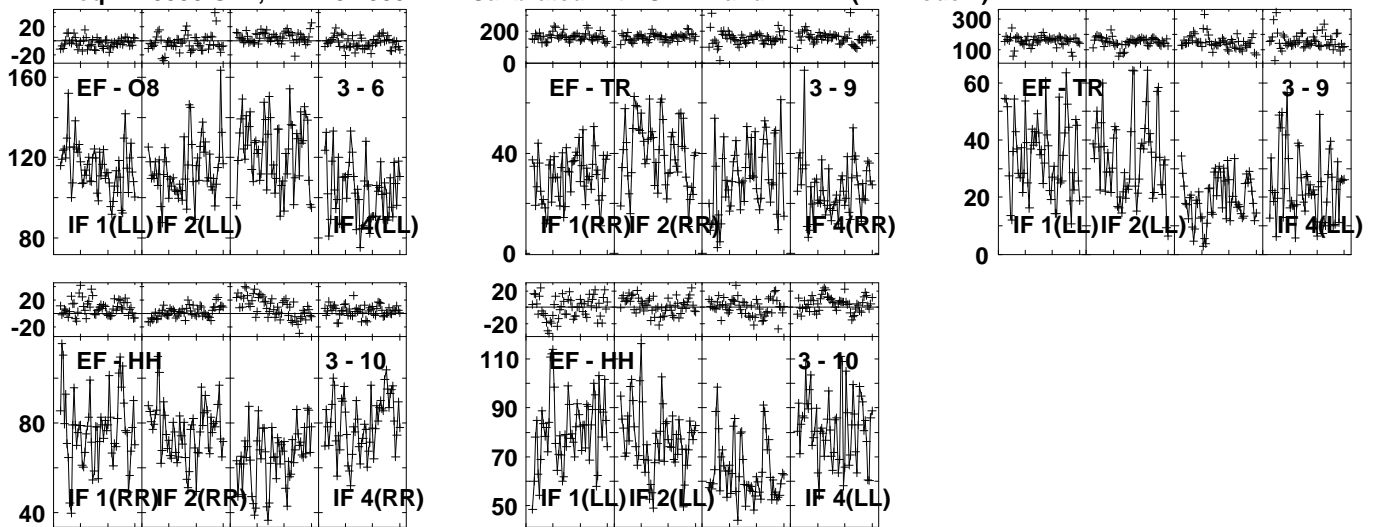 20
-20
160
120
80
EF - O8
3 - 6
IF 1(LL)
IF 2(LL)
IF 4(LL)
200
0
40
0
EF - TR
3 - 9
IF 1(RR)
IF 2(RR)
IF 4(RR)
300
100
60
40
20
0
EF - TR
3 - 9
IF 1(LL)
IF 2(LL)
IF 4(LL)
20
-20
80
40
EF - HH
3 - 10
IF 1(RR)
IF 2(RR)
IF 4(RR)
20
-20
110
90
70
50
EF - HH
3 - 10
IF 1(LL)
IF 2(LL)
IF 4(LL)